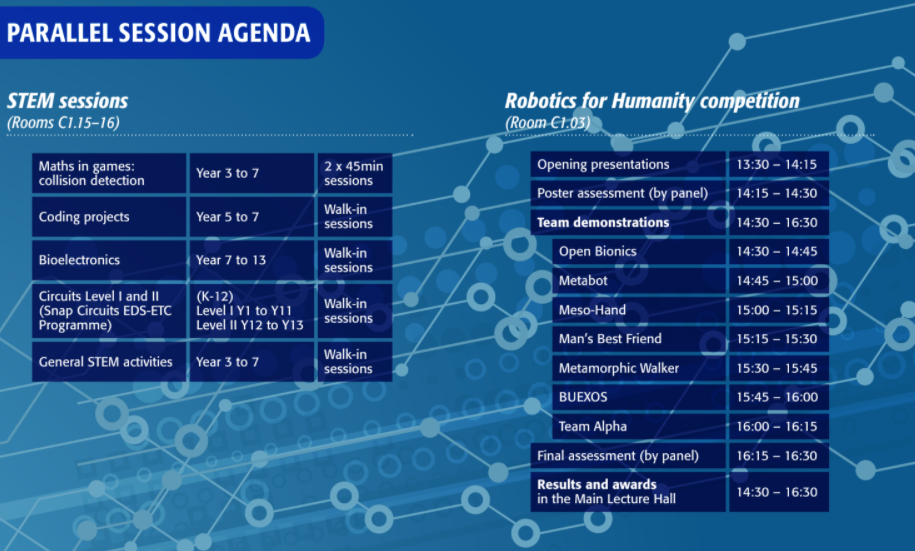 PARALLEL SESSION AGENDA
STEM sessions
(Rooms C1.15–16)
Maths in games:
collision detection
Year 3 to 7
2 x 45min
sessions
Coding projects
Year 5 to 7
Walk-in
sessions
Bioelectronics
Year 7 to 13
Walk-in
sessions
Circuits Level I and II
(Snap Circuits EDS-ETC
Programme)
(K-12)
Level I Y1 to Y11
Level II Y12 to Y13
Walk-in
sessions
General STEM activities
Year 3 to 7
Walk-in
sessions
Robotics for Humanity competition
(Room C1.03)
Opening presentations 13:30 – 14:15
Poster assessment (by panel) 14:15 – 14:30
Team demonstrations 14:30 – 16:30
Open Bionics 14:30 – 14:45
Metabot 14:45 – 15:00
Meso-Hand 15:00 – 15:15
Man's Best Friend 15:15 – 15:30
Metamorphic Walker 15:30 – 15:45
BUEXOS 15:45 – 16:00
Team Alpha 16:00 – 16:15
Final assessment (by panel) 16:15 – 16:30
Results and awards
in the Main Lecture Hall
14:30 – 16:30